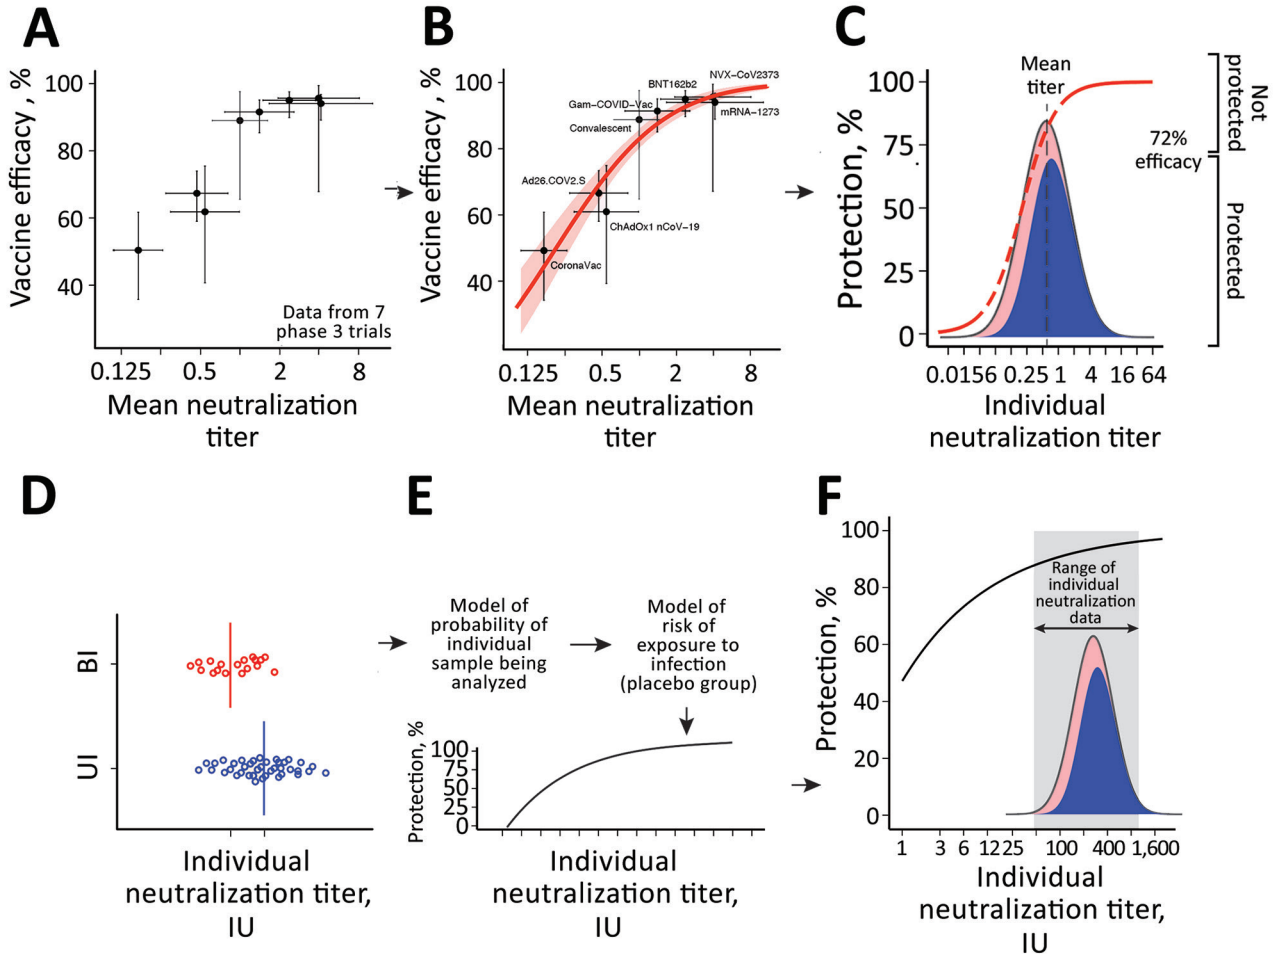 A
Vaccine efficacy , %
100
80
60
40
Data from 7
phase 3 trials
0.125
0.5
2
8
Mean neutralization
titer
B
Vaccine efficacy, %
100
80
60
40
NVX-CoV2373
BNT162b2
Gam-COVID-Vac
mRNA-1273
Convalescent
Ad26.COV2.S
ChAdOx1 nCoV-19
CoronaVac
0.125
0.5
2
8
Mean neutralization
titer
C
Protection, %
100
75
50
25
0
Mean
titer
72%
efficacy
Not
protected
Protected
0.0156
0.25
1
4
16
64
Individual
neutralization titer
D
BI
UI
Individual
neutralization titer,
IU
E
Model of
probability of
individual
sample being
analyzed
Model of
risk of
exposure to
infection
(placebo group)
Protection, %
100
75
50
25
0
Individual
neutralization titer,
IU
F
Protection, %
100
80
60
40
20
0
Range of
individual
neutralization
data
1
3
6
12
25
100
400
1,600
Individual
neutralization titer,
IU